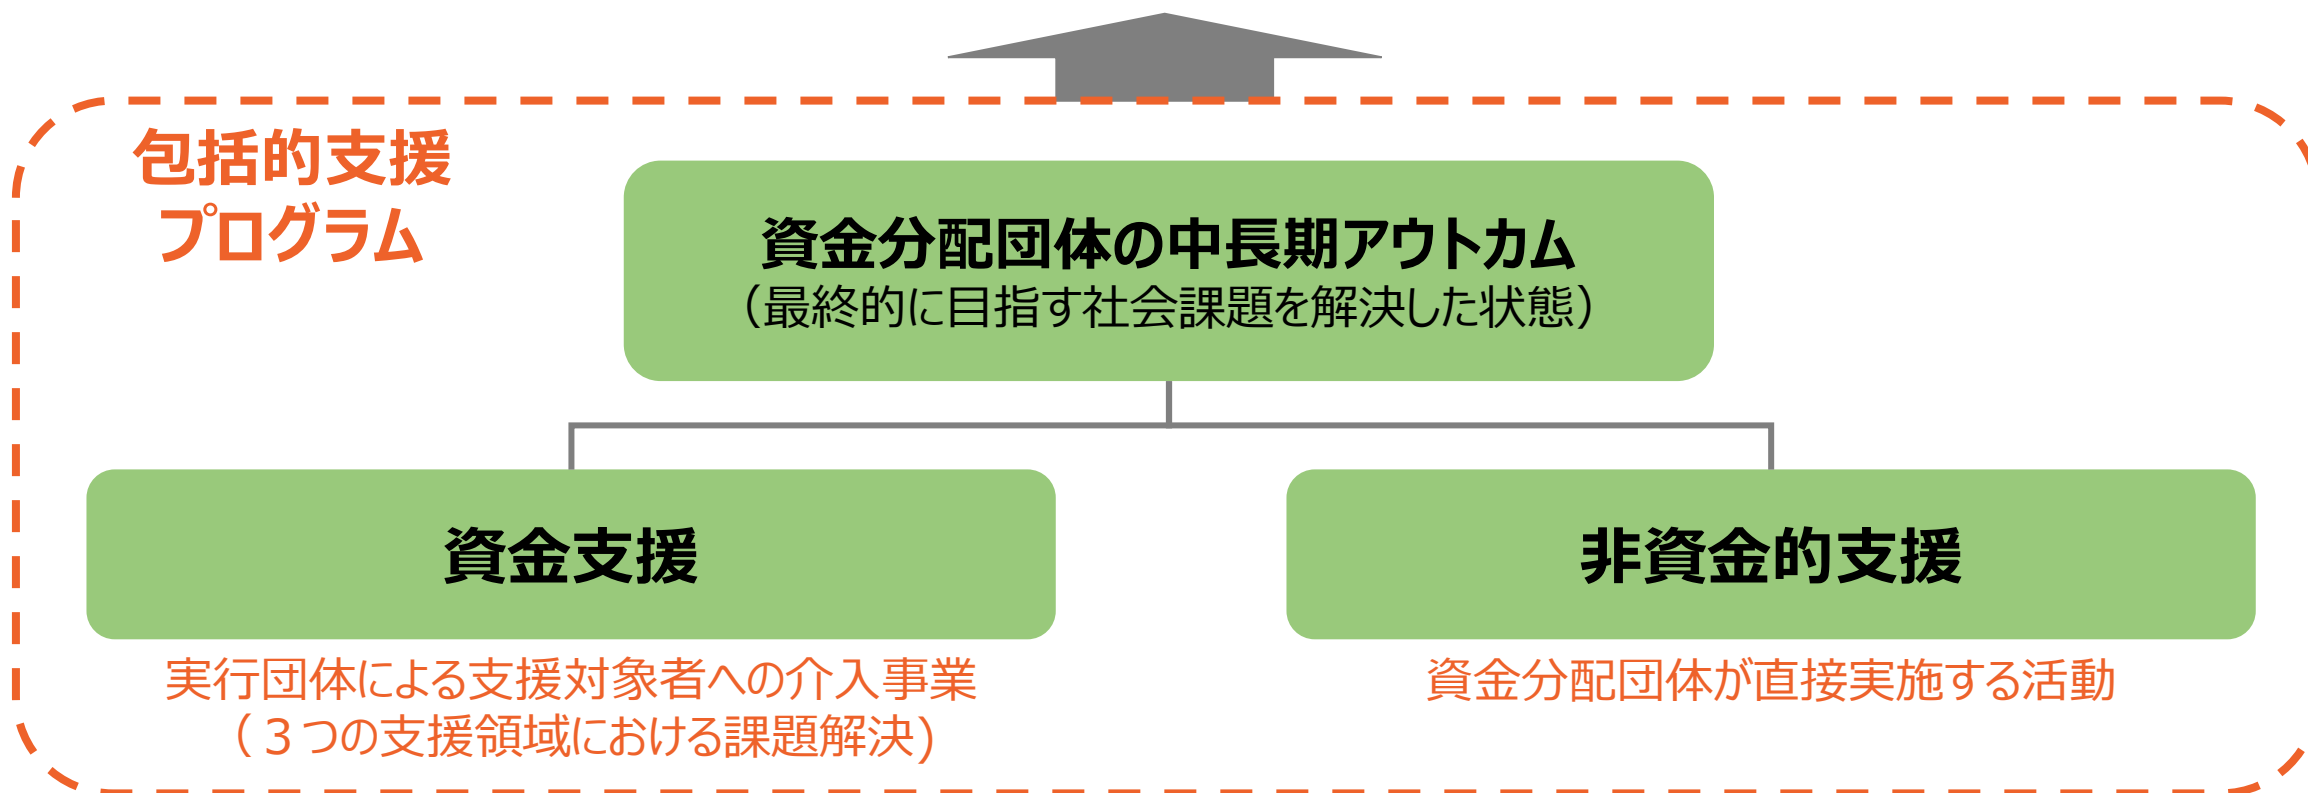 包括的支援
プログラム
資金分配団体の中長期アウトカム
（最終的に目指す社会課題を解決した状態）
資金支援
非資金的支援
実行団体による支援対象者への介入事業
（３つの支援領域における課題解決）
資金分配団体が直接実施する活動